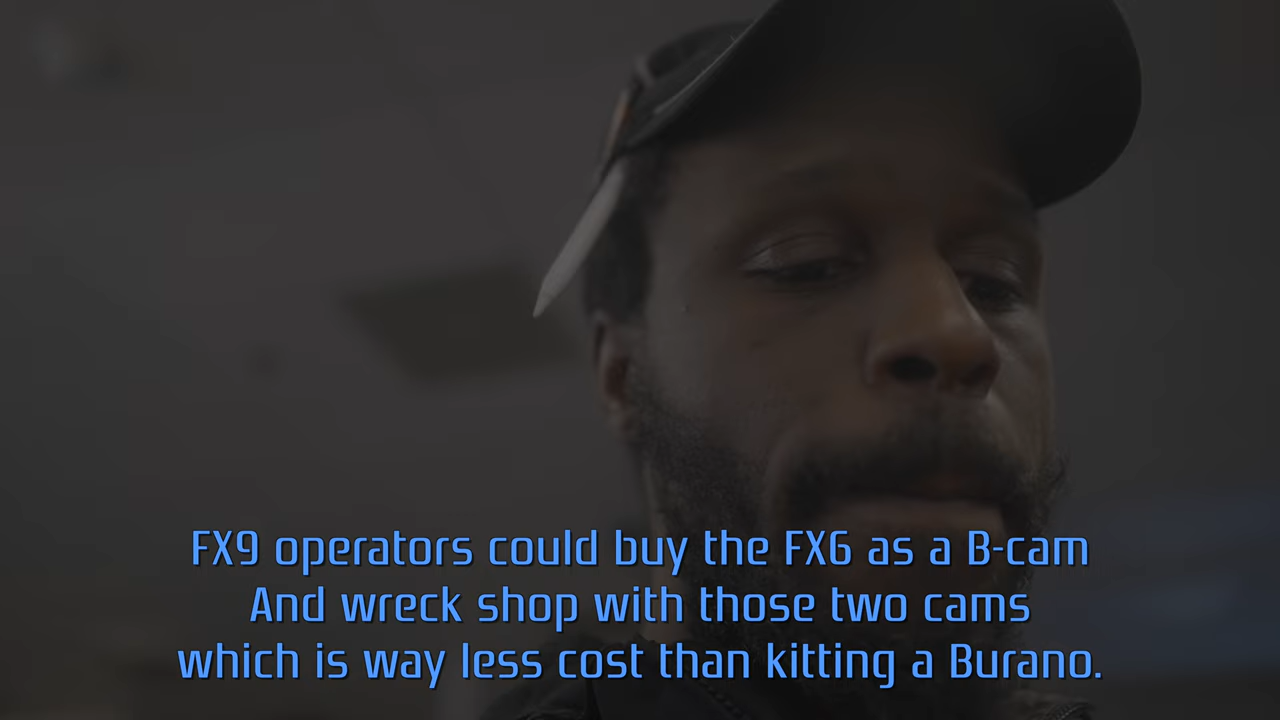 FX9 operators could buy the FX6 as a B-cam
And wreck shop with those two cams
which is way less cost than kitting a Burano.